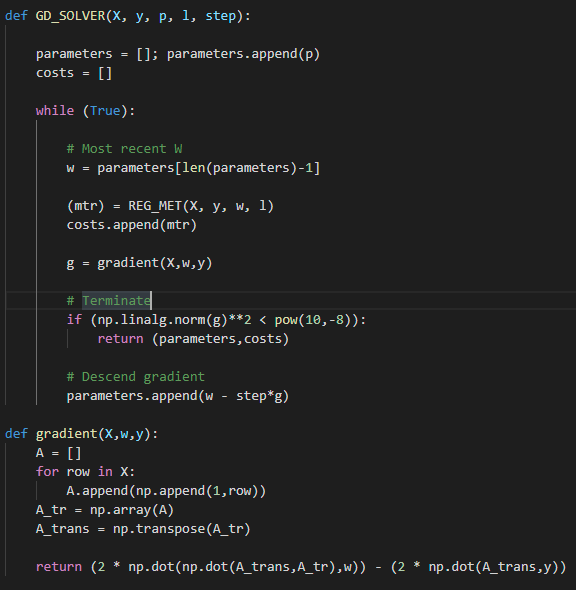 def GD_SOLVER(X, y, p, l, step):
parameters = []; parameters.append(p)
costs = []
while (True):
# Most recent W
w = parameters[len(parameters)-1]
(mtr) = REG_MET(X, y, w, l)
costs.append(mtr)
g = gradient(X,w,y)
# Terminate
if (np.linalg.norm(g)**2 < pow(10,-8)):
return (parameters,costs)
# Descend gradient
parameters.append(w - step*g)
def gradient(X,w,y):
A = []
for row in X:
A.append(np.append(1,row))
A_tr = np.array(A)
A_trans = np.transpose(A_tr)
return (2 * np.dot(np.dot(A_trans,A_tr),w)) - (2 * np.dot(A_trans,y))